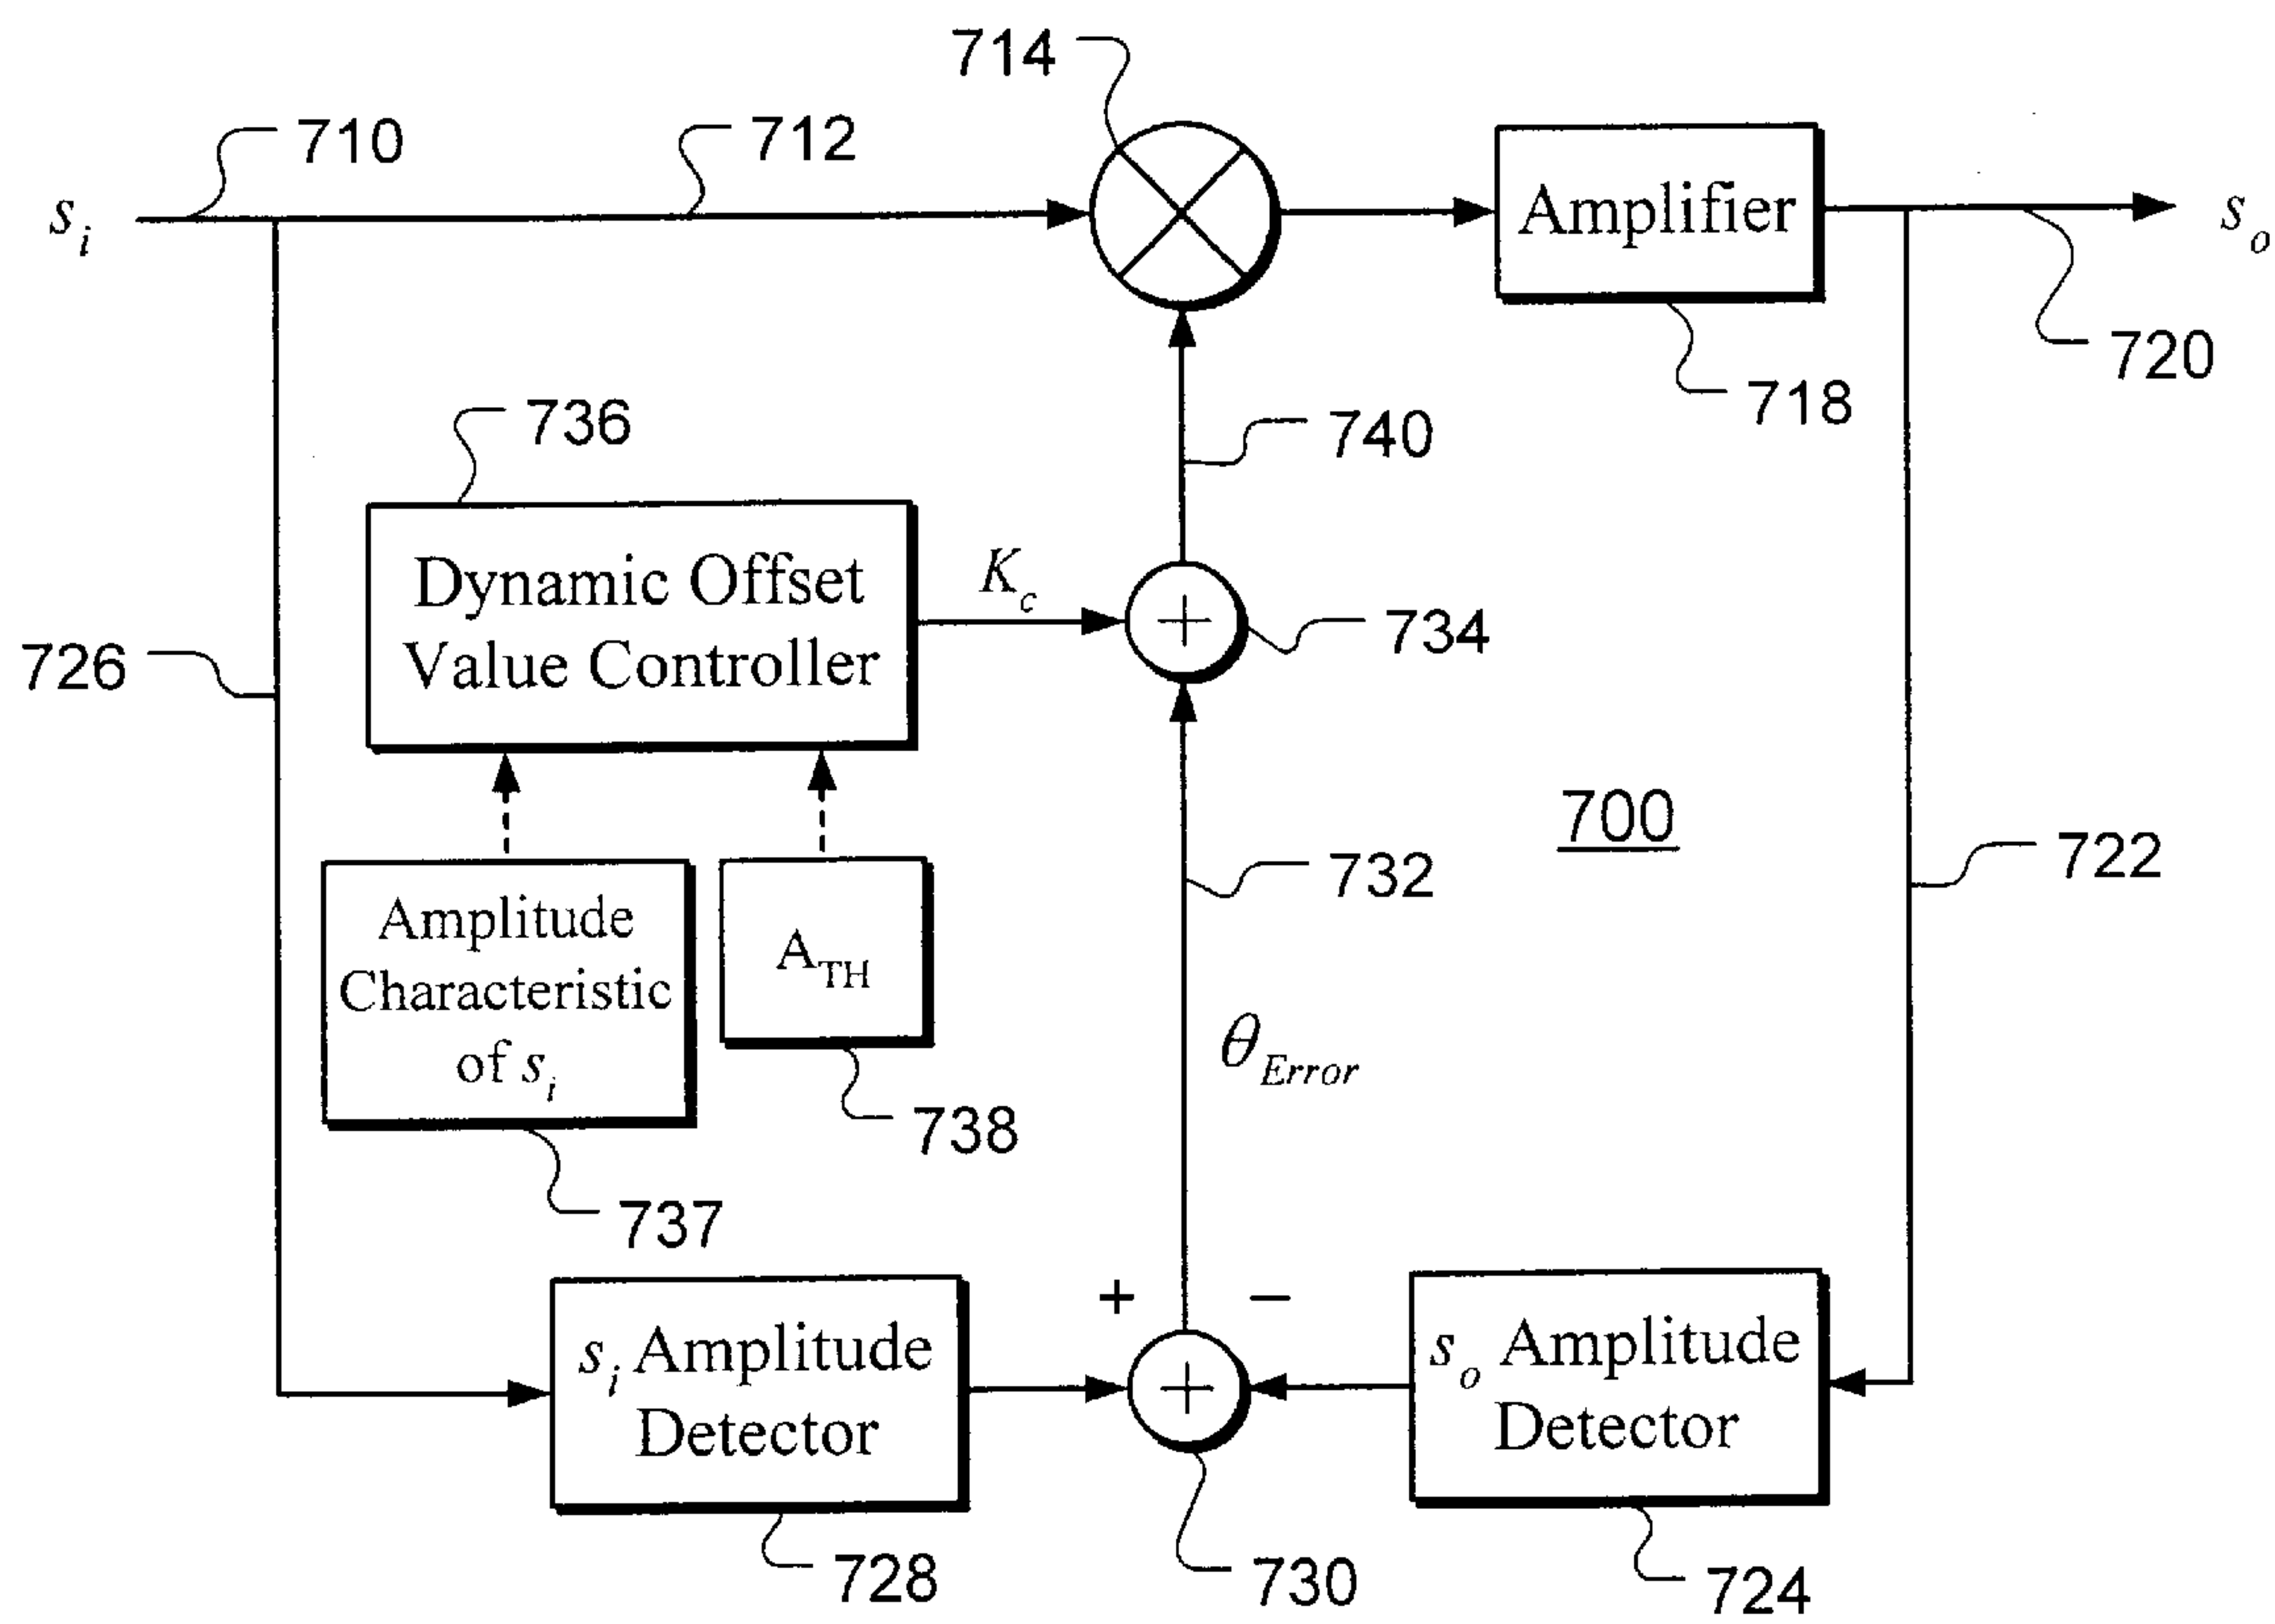 714
710
712
s_i
Amplifier
s_o
720
718
736
740
Dynamic Offset
Value Controller
K_c
734
726
700
732
722
Amplitude
Characteristic
of s_i
A_TH
θ_Error
738
737
+
−
s_i Amplitude
Detector
s_o Amplitude
Detector
728
730
724